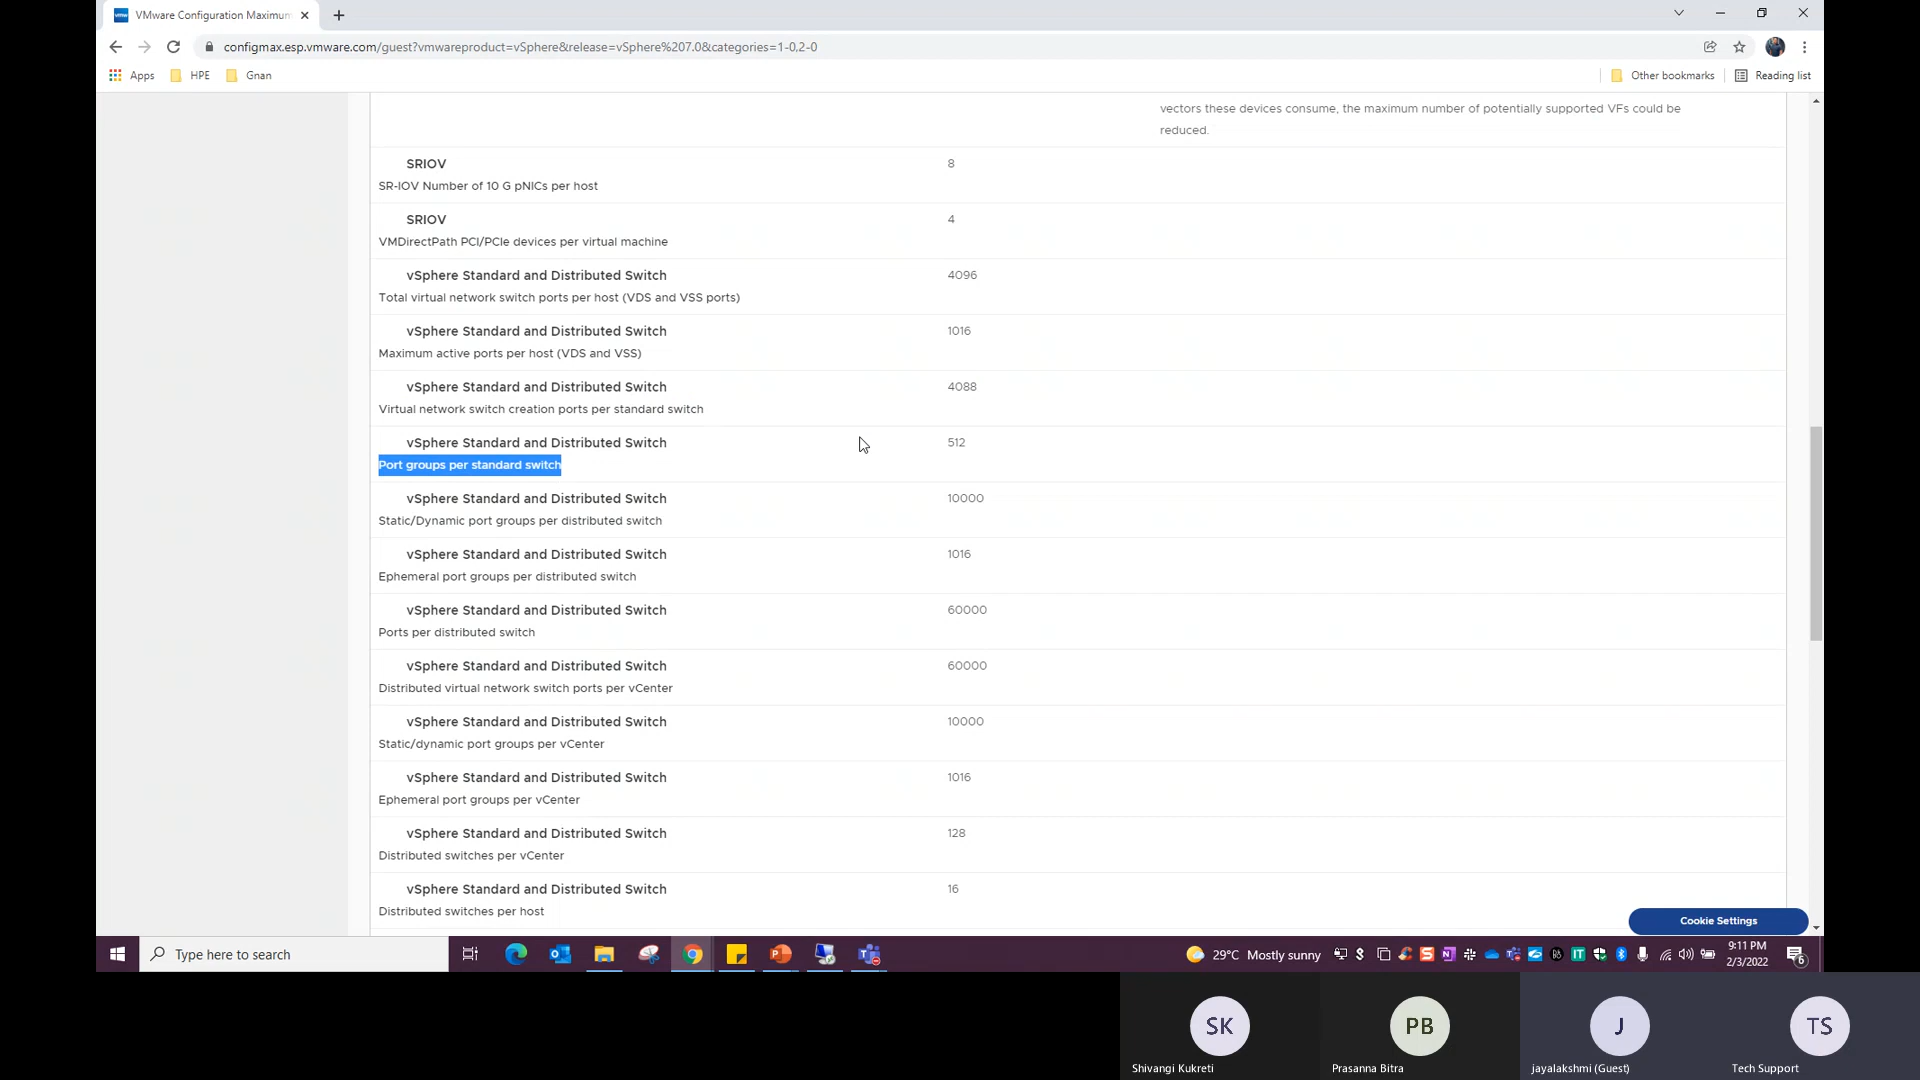 VMware Configuration Maximum
configmax.esp.vmware.com/guest?vmwareproduct=vSphere&release=vSphere%207.0&categories=1-0,2-0
Apps HPE Gnan Other bookmarks Reading list
vectors these devices consume, the maximum number of potentially supported VFs could be
reduced.
SRIOV 8
SR-IOV Number of 10 G pNICs per host
SRIOV 4
VMDirectPath PCI/PCIe devices per virtual machine
vSphere Standard and Distributed Switch 4096
Total virtual network switch ports per host (VDS and VSS ports)
vSphere Standard and Distributed Switch 1016
Maximum active ports per host (VDS and VSS)
vSphere Standard and Distributed Switch 4088
Virtual network switch creation ports per standard switch
vSphere Standard and Distributed Switch 512
Port groups per standard switch
vSphere Standard and Distributed Switch 10000
Static/Dynamic port groups per distributed switch
vSphere Standard and Distributed Switch 1016
Ephemeral port groups per distributed switch
vSphere Standard and Distributed Switch 60000
Ports per distributed switch
vSphere Standard and Distributed Switch 60000
Distributed virtual network switch ports per vCenter
vSphere Standard and Distributed Switch 10000
Static/dynamic port groups per vCenter
vSphere Standard and Distributed Switch 1016
Ephemeral port groups per vCenter
vSphere Standard and Distributed Switch 128
Distributed switches per vCenter
vSphere Standard and Distributed Switch 16
Distributed switches per host
Cookie Settings
Type here to search
29°C Mostly sunny
9:11 PM
2/3/2022
6
SK PB J TS
Shivangi Kukreti Prasanna Bitra jayalakshmi (Guest) Tech Support